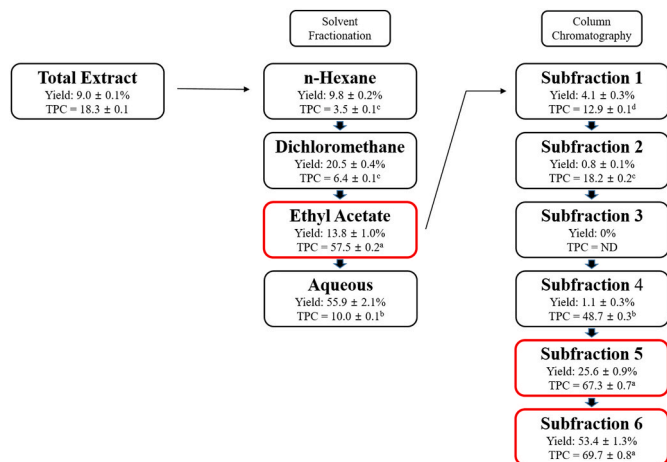 Solvent
Fractionation
Column
Chromatography
Total Extract
Yield: 9.0 ± 0.1%
TPC = 18.3 ± 0.1
n-Hexane
Yield: 9.8 ± 0.2%
TPC = 3.5 ± 0.1ᶜ
Dichloromethane
Yield: 20.5 ± 0.4%
TPC = 6.4 ± 0.1ᶜ
Ethyl Acetate
Yield: 13.8 ± 1.0%
TPC = 57.5 ± 0.2ᵃ
Aqueous
Yield: 55.9 ± 2.1%
TPC = 10.0 ± 0.1ᵇ
Subfraction 1
Yield: 4.1 ± 0.3%
TPC = 12.9 ± 0.1ᵈ
Subfraction 2
Yield: 0.8 ± 0.1%
TPC = 18.2 ± 0.2ᶜ
Subfraction 3
Yield: 0%
TPC = ND
Subfraction 4
Yield: 1.1 ± 0.3%
TPC = 48.7 ± 0.3ᵇ
Subfraction 5
Yield: 25.6 ± 0.9%
TPC = 67.3 ± 0.7ᵃ
Subfraction 6
Yield: 53.4 ± 1.3%
TPC = 69.7 ± 0.8ᵃ